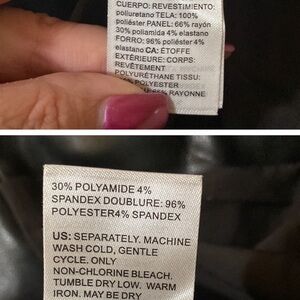 CUERPO: REVESTIMIENTO:
poliuretano TELA: 100%
poliéster PANEL: 66% rayón
30% poliamida 4% elastano
FORRO: 96% poliéster 4%
elastano CA: ÉTOFFE
EXTÉRIEURE: CORPS:
REVÊTEMENT
POLYURÉTHANE TISSU:
POLYESTER
RAYONNE
30% POLYAMIDE 4%
SPANDEX DOUBLURE: 96%
POLYESTER4% SPANDEX
US: SEPARATELY. MACHINE
WASH COLD, GENTLE
CYCLE. ONLY
NON-CHLORINE BLEACH.
TUMBLE DRY LOW. WARM
IRON. MAY BE DRY